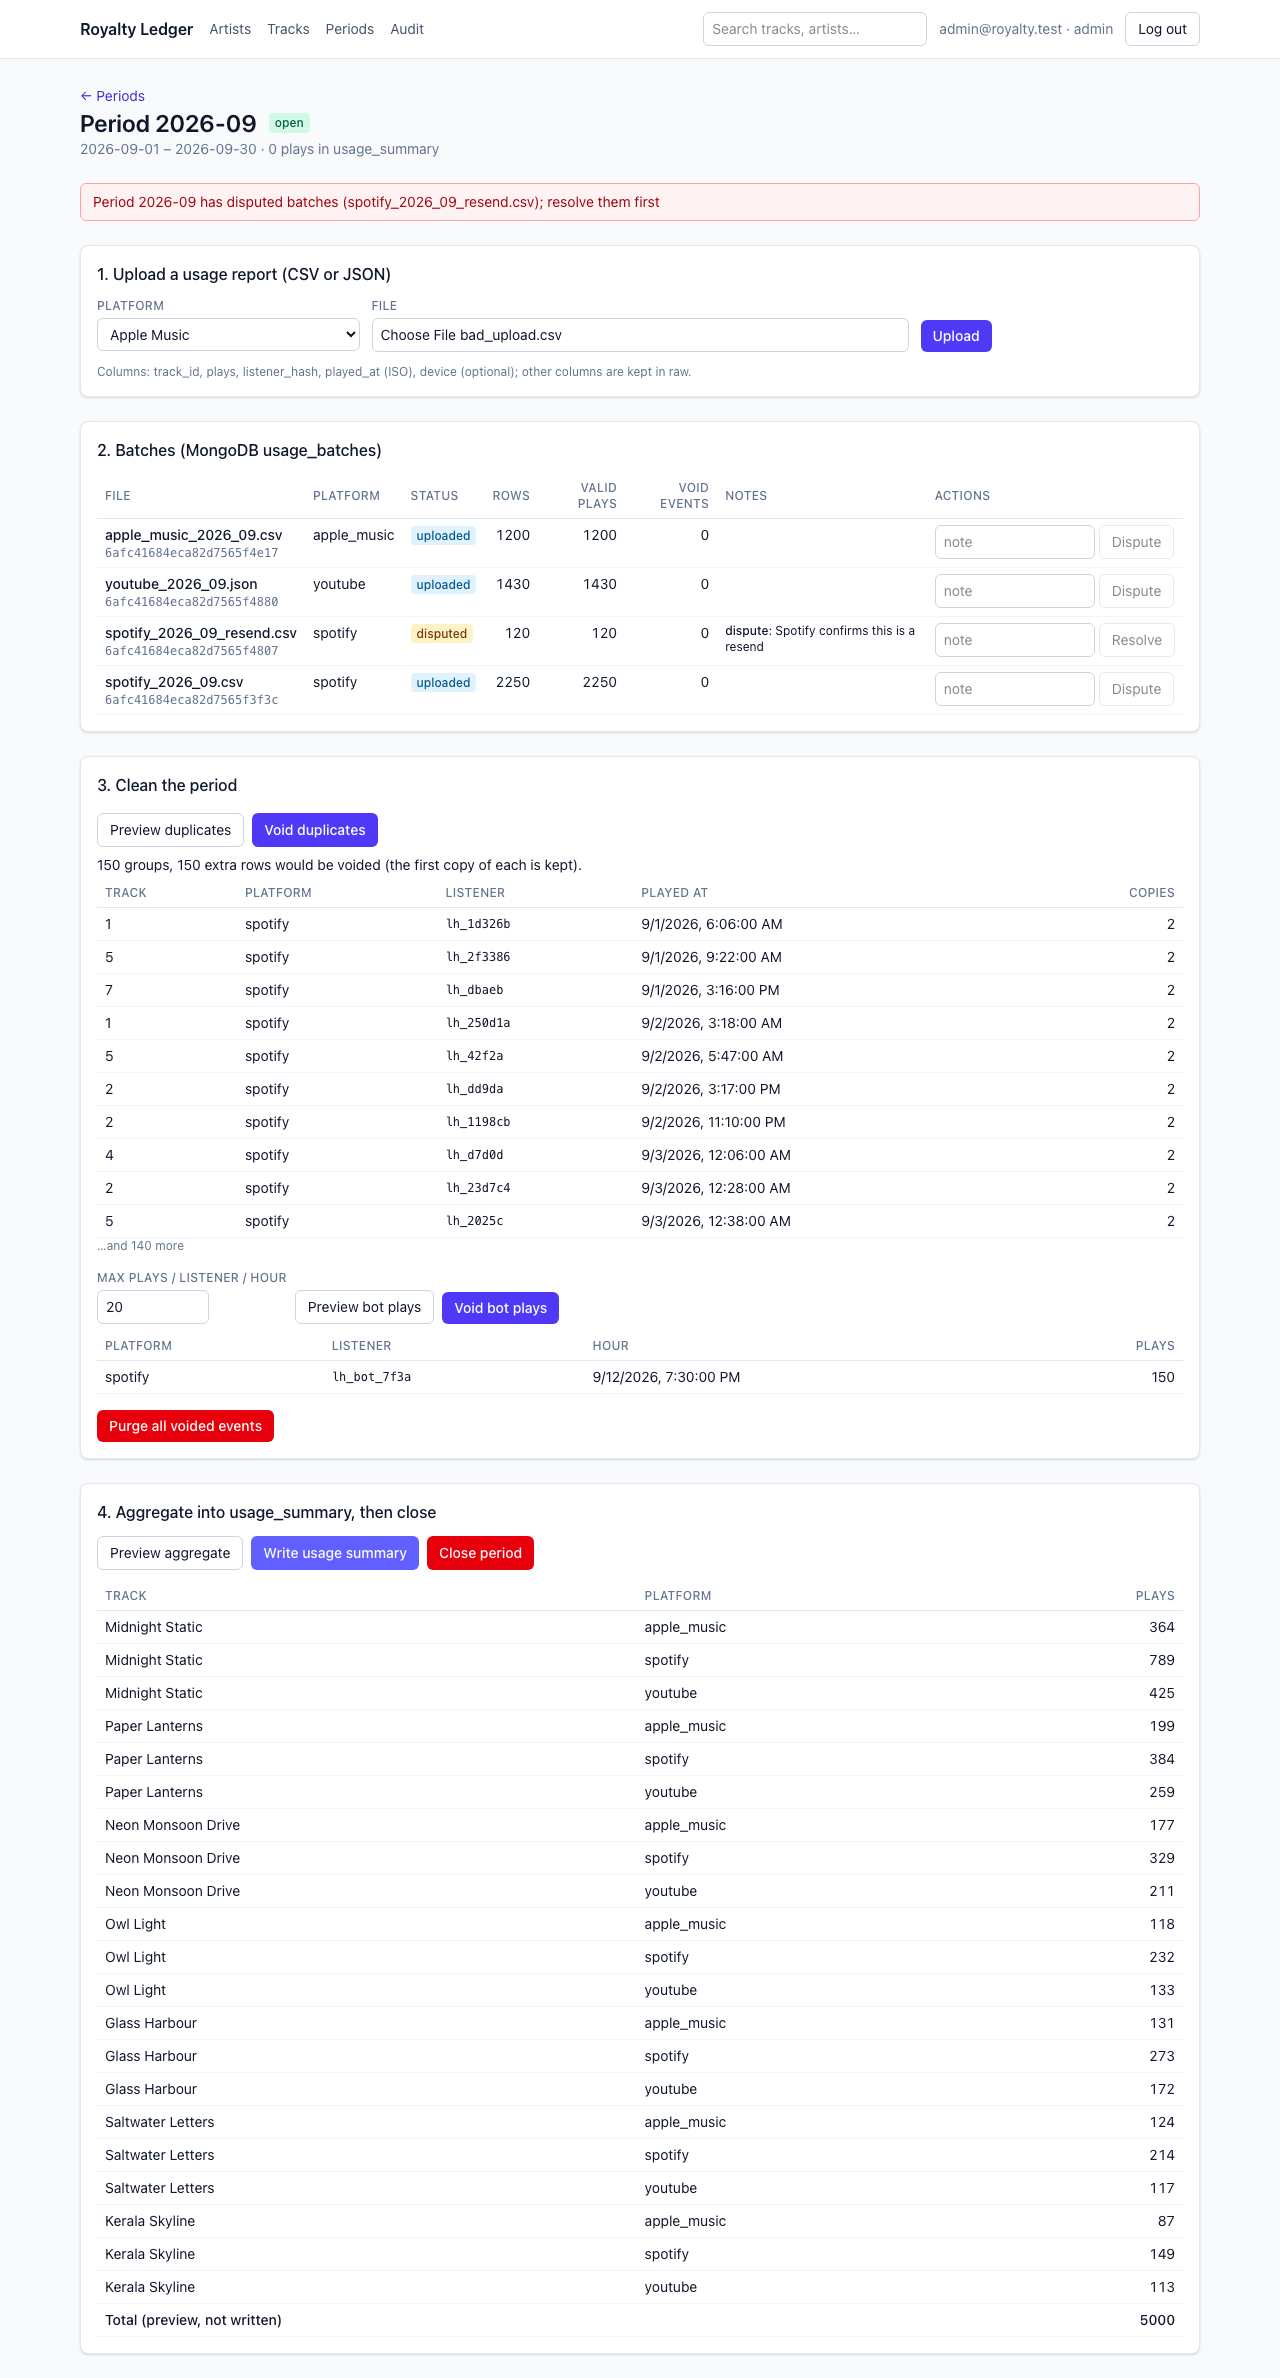 Royalty Ledger Artists Tracks Periods Audit Search tracks, artists... admin@royalty.test · admin Log out
← Periods
Period 2026-09 open
2026-09-01 – 2026-09-30 · 0 plays in usage_summary
Period 2026-09 has disputed batches (spotify_2026_09_resend.csv); resolve them first
1. Upload a usage report (CSV or JSON)
PLATFORM FILE
Apple Music Choose File bad_upload.csv Upload
Columns: track_id, plays, listener_hash, played_at (ISO), device (optional); other columns are kept in raw.
2. Batches (MongoDB usage_batches)
FILE PLATFORM STATUS ROWS VALID PLAYS VOID EVENTS NOTES ACTIONS
apple_music_2026_09.csv apple_music uploaded 1200 1200 0 note Dispute
6afc41684eca82d7565f4e17
youtube_2026_09.json youtube uploaded 1430 1430 0 note Dispute
6afc41684eca82d7565f4880
spotify_2026_09_resend.csv spotify disputed 120 120 0 dispute: Spotify confirms this is a resend note Resolve
6afc41684eca82d7565f4807
spotify_2026_09.csv spotify uploaded 2250 2250 0 note Dispute
6afc41684eca82d7565f3f3c
3. Clean the period
Preview duplicates Void duplicates
150 groups, 150 extra rows would be voided (the first copy of each is kept).
TRACK PLATFORM LISTENER PLAYED AT COPIES
1 spotify lh_1d326b 9/1/2026, 6:06:00 AM 2
5 spotify lh_2f3386 9/1/2026, 9:22:00 AM 2
7 spotify lh_dbaeb 9/1/2026, 3:16:00 PM 2
1 spotify lh_250d1a 9/2/2026, 3:18:00 AM 2
5 spotify lh_42f2a 9/2/2026, 5:47:00 AM 2
2 spotify lh_dd9da 9/2/2026, 3:17:00 PM 2
2 spotify lh_1198cb 9/2/2026, 11:10:00 PM 2
4 spotify lh_d7d0d 9/3/2026, 12:06:00 AM 2
2 spotify lh_23d7c4 9/3/2026, 12:28:00 AM 2
5 spotify lh_2025c 9/3/2026, 12:38:00 AM 2
...and 140 more
MAX PLAYS / LISTENER / HOUR
20 Preview bot plays Void bot plays
PLATFORM LISTENER HOUR PLAYS
spotify lh_bot_7f3a 9/12/2026, 7:30:00 PM 150
Purge all voided events
4. Aggregate into usage_summary, then close
Preview aggregate Write usage summary Close period
TRACK PLATFORM PLAYS
Midnight Static apple_music 364
Midnight Static spotify 789
Midnight Static youtube 425
Paper Lanterns apple_music 199
Paper Lanterns spotify 384
Paper Lanterns youtube 259
Neon Monsoon Drive apple_music 177
Neon Monsoon Drive spotify 329
Neon Monsoon Drive youtube 211
Owl Light apple_music 118
Owl Light spotify 232
Owl Light youtube 133
Glass Harbour apple_music 131
Glass Harbour spotify 273
Glass Harbour youtube 172
Saltwater Letters apple_music 124
Saltwater Letters spotify 214
Saltwater Letters youtube 117
Kerala Skyline apple_music 87
Kerala Skyline spotify 149
Kerala Skyline youtube 113
Total (preview, not written) 5000